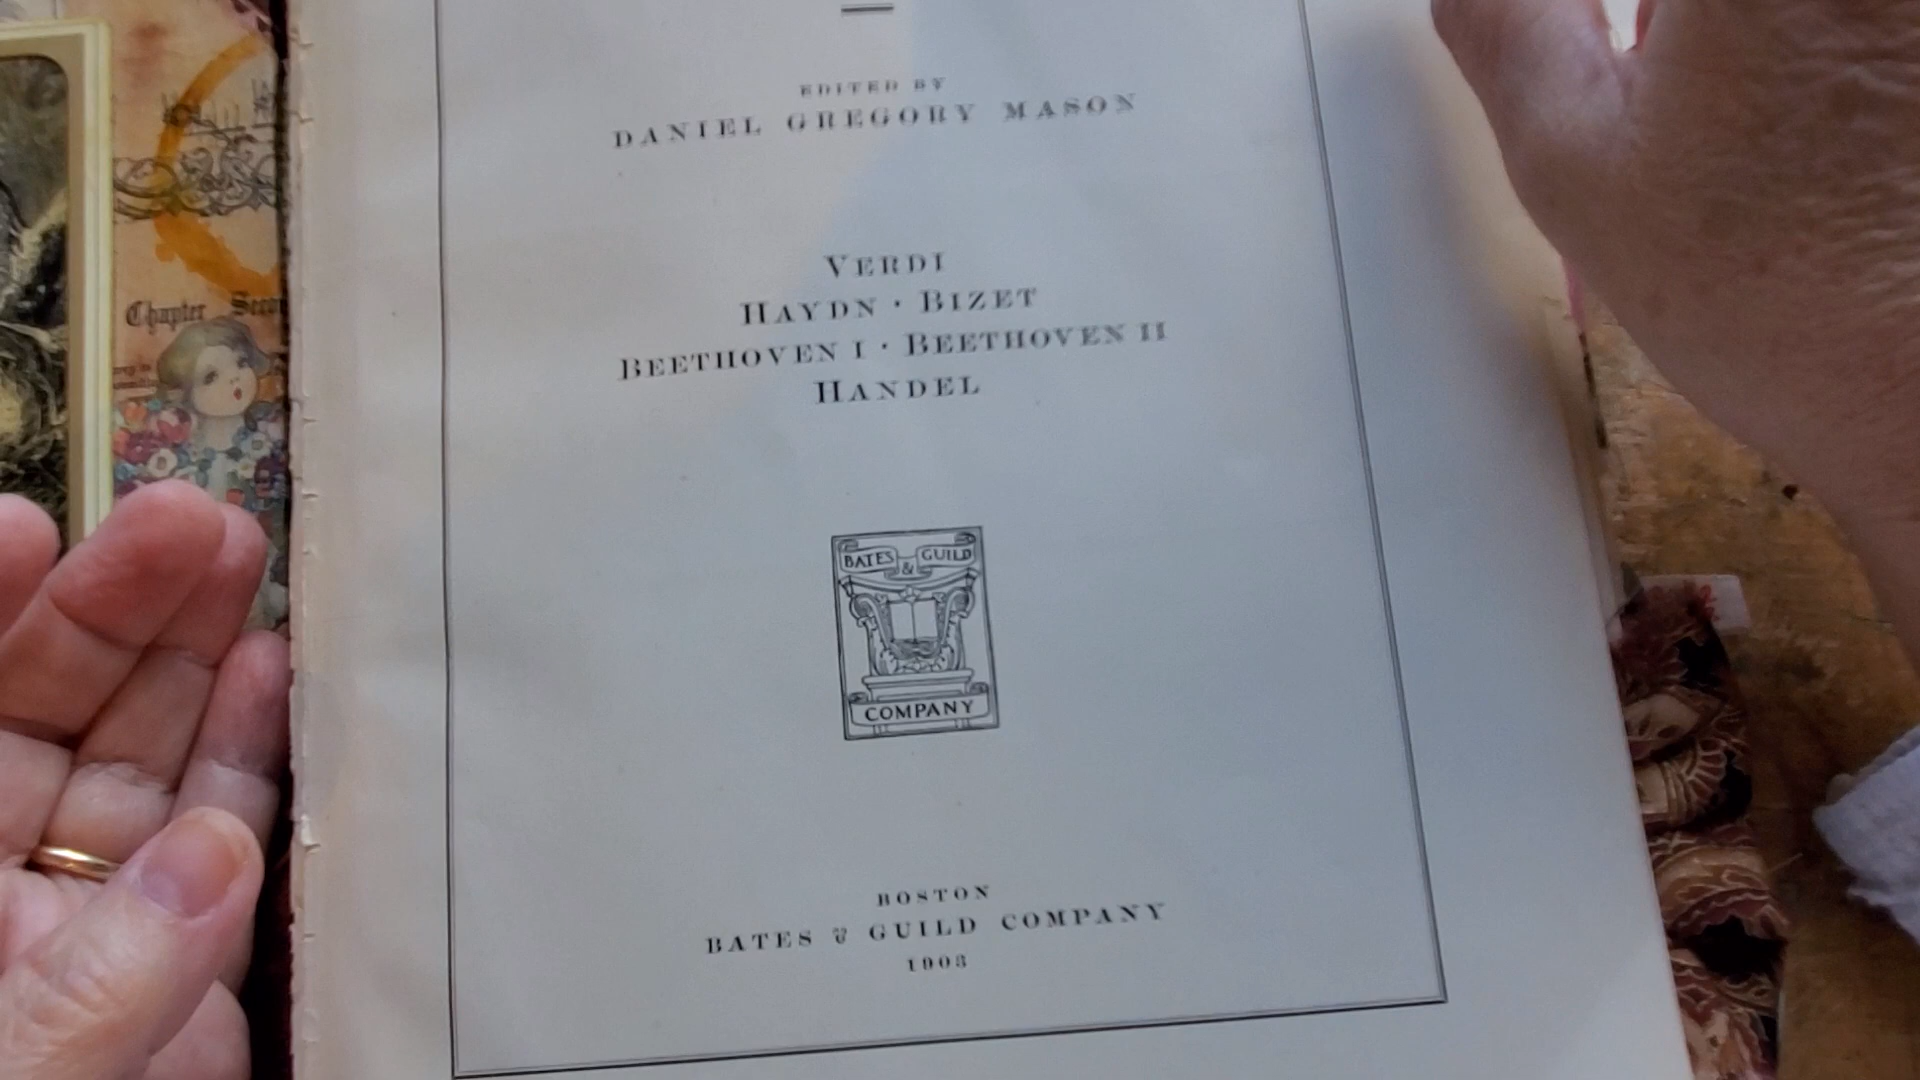 EDITED BY
DANIEL GREGORY MASON
VERDI
HAYDN · BIZET
BEETHOVEN I · BEETHOVEN II
HANDEL
BATES & GUILD
COMPANY
BOSTON
BATES & GUILD COMPANY
1903
Chapter